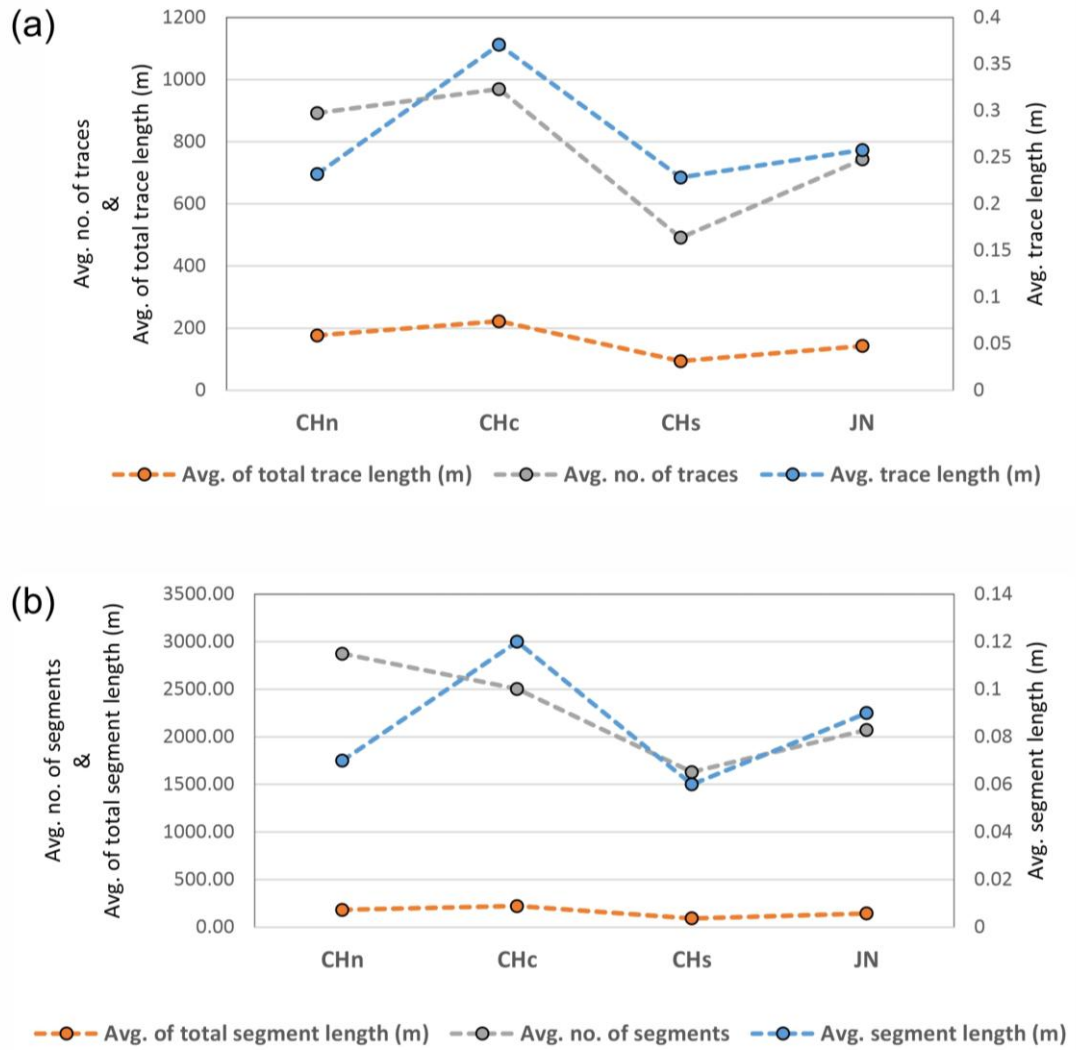 (a)
Avg. no. of traces
&
Avg. of total trace length (m)
1200
1000
800
600
400
200
0
0.4
0.35
0.3
0.25
0.2
0.15
0.1
0.05
0
Avg. trace length (m)
CHn CHc CHs JN
Avg. of total trace length (m) Avg. no. of traces Avg. trace length (m)
(b)
Avg. no. of segments
&
Avg. of total segment length (m)
3500.00
3000.00
2500.00
2000.00
1500.00
1000.00
500.00
0.00
0.14
0.12
0.1
0.08
0.06
0.04
0.02
0
Avg. segment length (m)
CHn CHc CHs JN
Avg. of total segment length (m) Avg. no. of segments Avg. segment length (m)